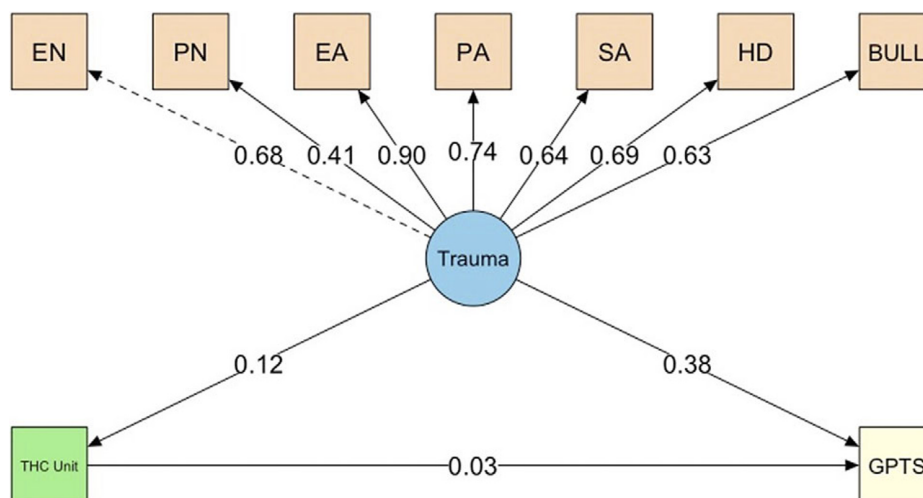 EN PN EA PA SA HD BULL
0.68 0.41 0.90 0.74 0.64 0.69 0.63
Trauma
0.12 0.38
THC Unit 0.03 GPTS